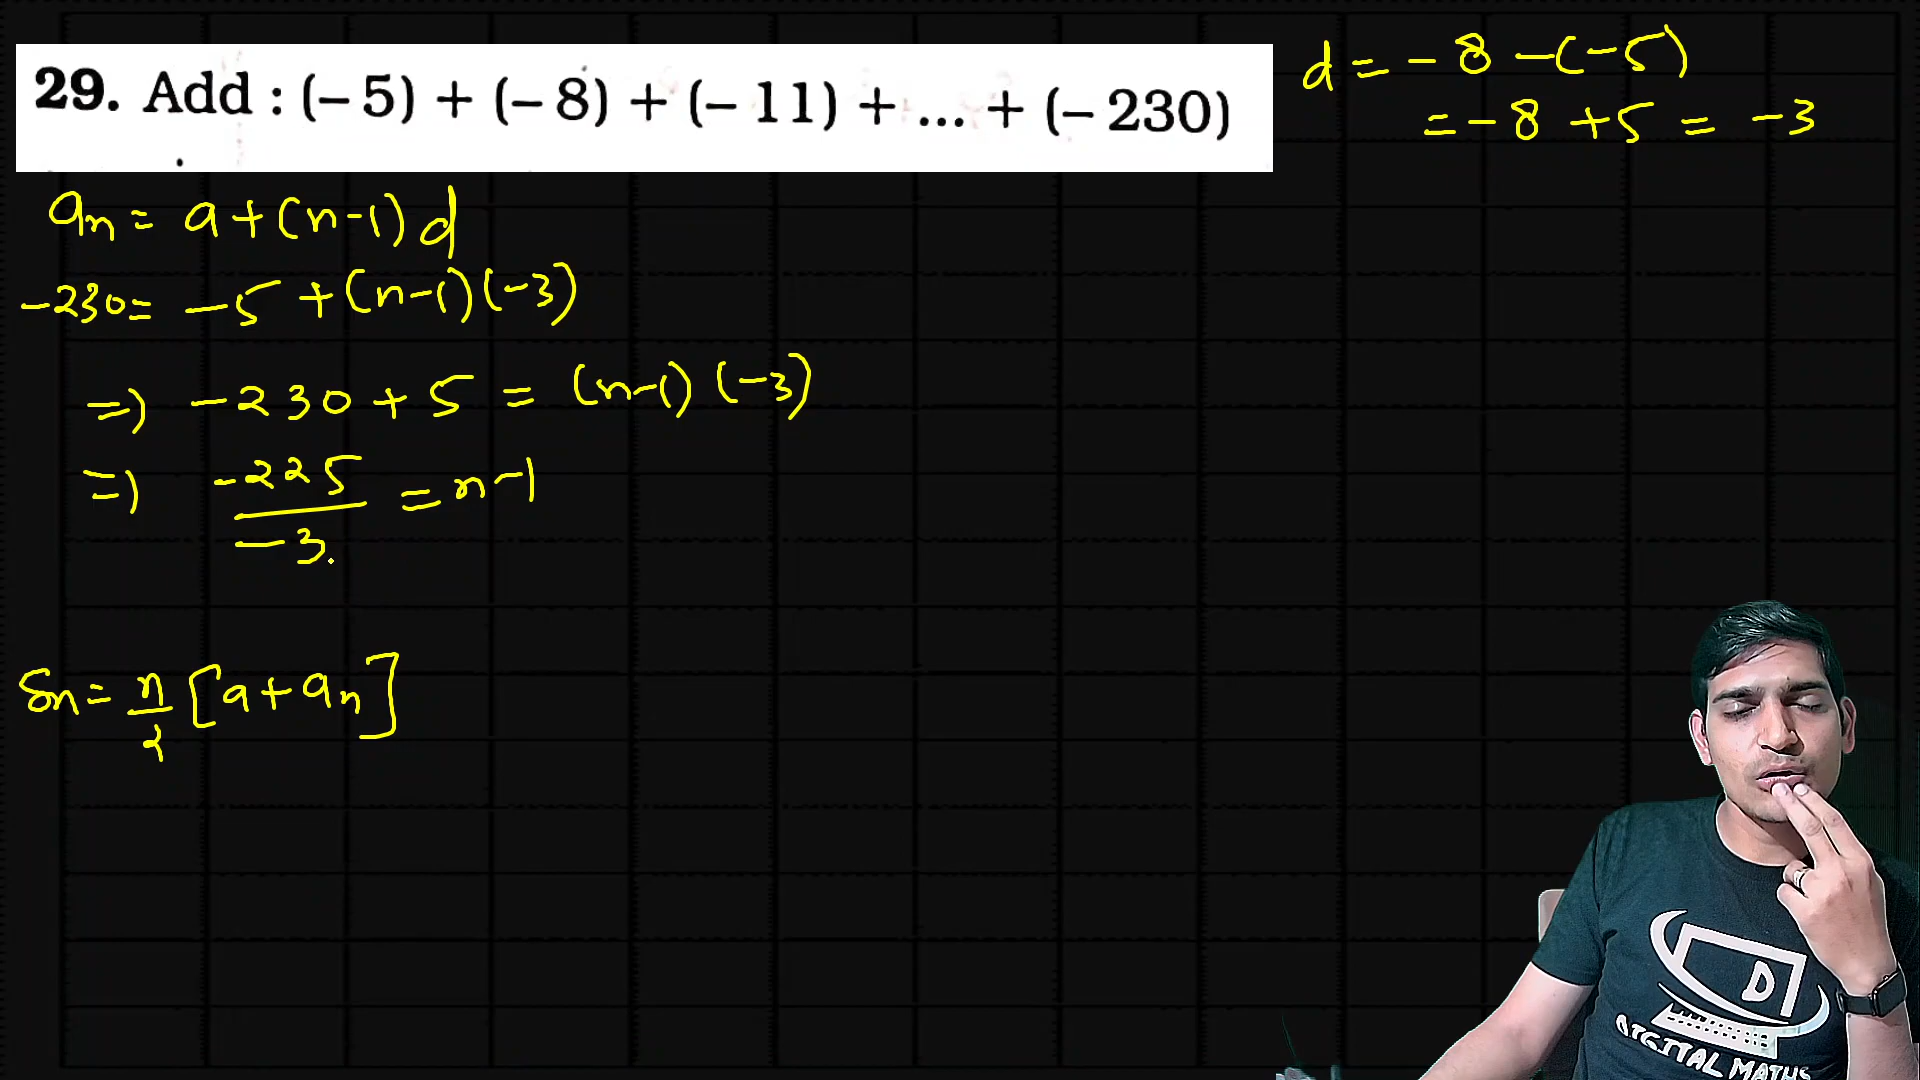 29. Add : (– 5) + (– 8) + (– 11) + ... + (– 230)
d = - 8 - (-5)
= - 8 + 5 = -3
an = a + (n-1) d
-230 = -5 + (n-1) (-3)
=) -230 + 5 = (n-1) (-3)
=) -225/-3. = n-1
Sn = n/2 [a + an]
D
DIGITAL MATHS